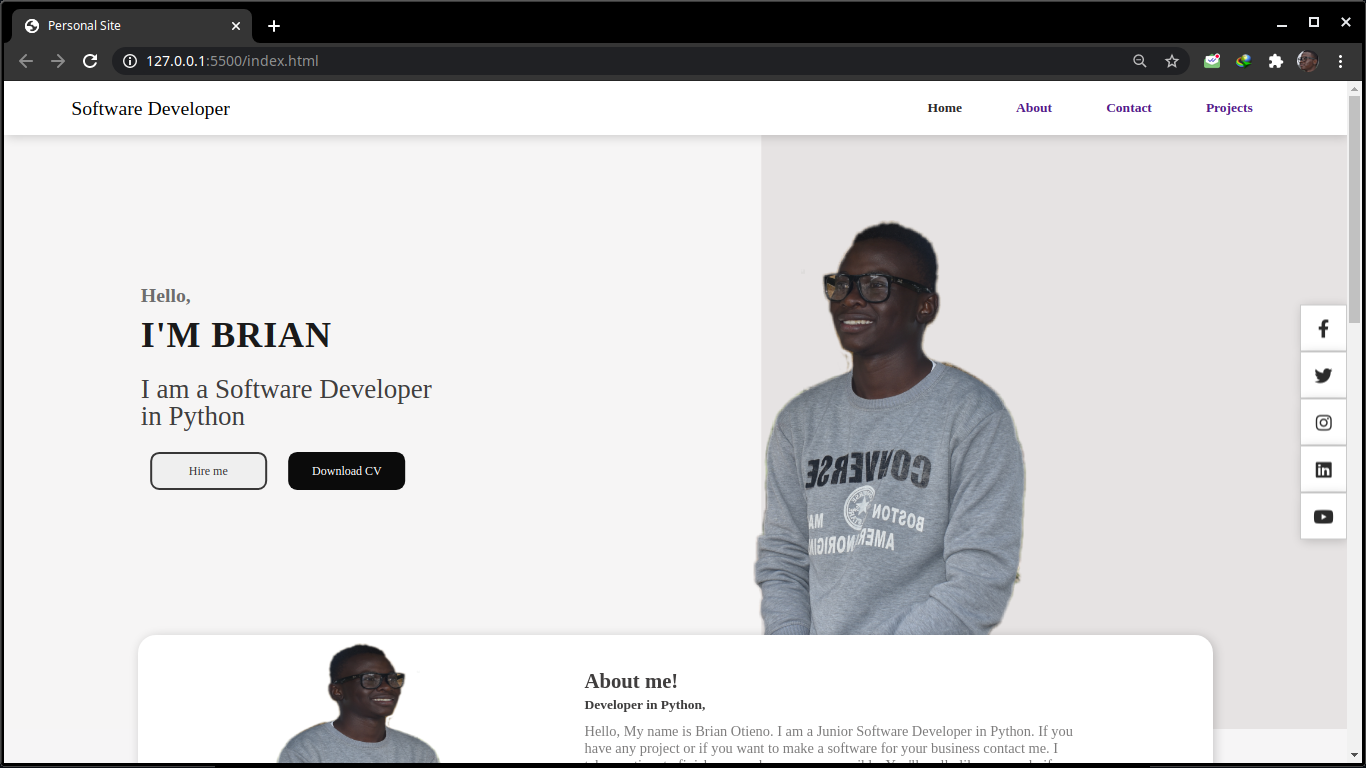 Personal Site
127.0.0.1:5500/index.html
Software Developer
Home About Contact Projects
Hello,
I'M BRIAN
I am a Software Developer
in Python
Hire me Download CV
CONVERSE
BOSTON MA
About me!
Developer in Python,
Hello, My name is Brian Otieno. I am a Junior Software Developer in Python. If you
have any project or if you want to make a software for your business contact me. I